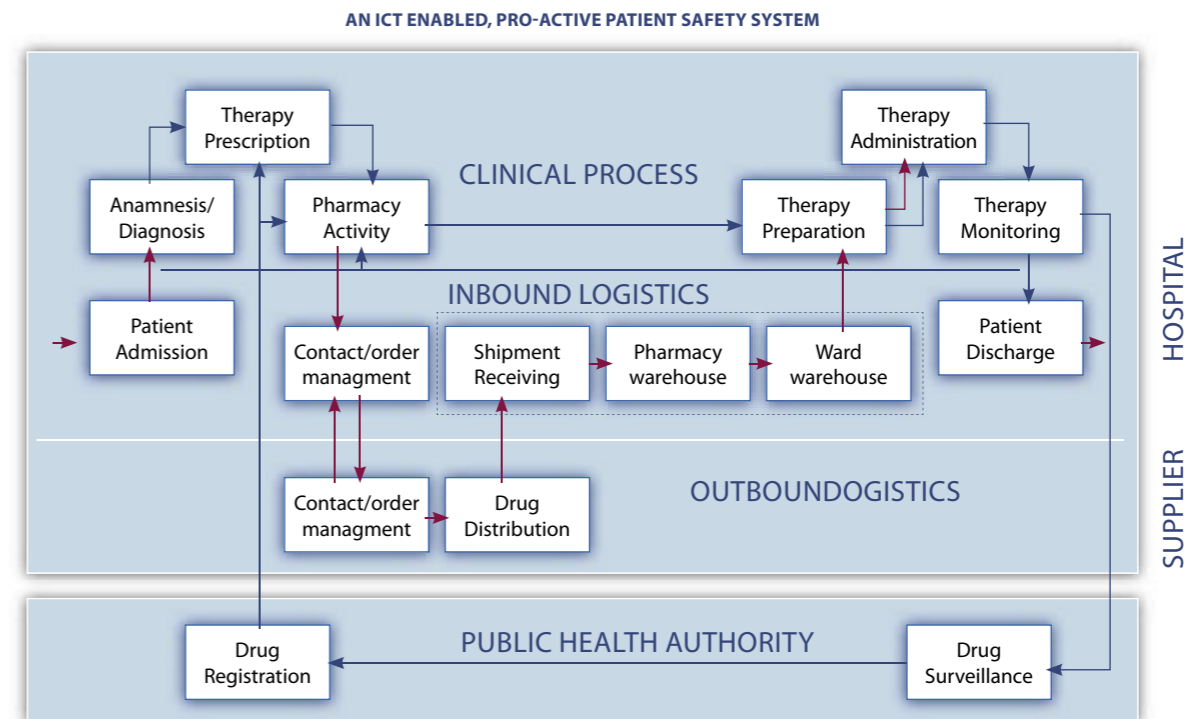 AN ICT ENABLED, PRO-ACTIVE PATIENT SAFETY SYSTEM
Therapy
Prescription
Therapy
Administration
CLINICAL PROCESS
Anamnesis/
Diagnosis
Pharmacy
Activity
Therapy
Preparation
Therapy
Monitoring
HOSPITAL
INBOUND LOGISTICS
Patient
Admission
Contact/order
managment
Shipment
Receiving
Pharmacy
warehouse
Ward
warehouse
Patient
Discharge
SUPPLIER
OUTBOUNDOGISTICS
Contact/order
managment
Drug
Distribution
PUBLIC HEALTH AUTHORITY
Drug
Registration
Drug
Surveillance